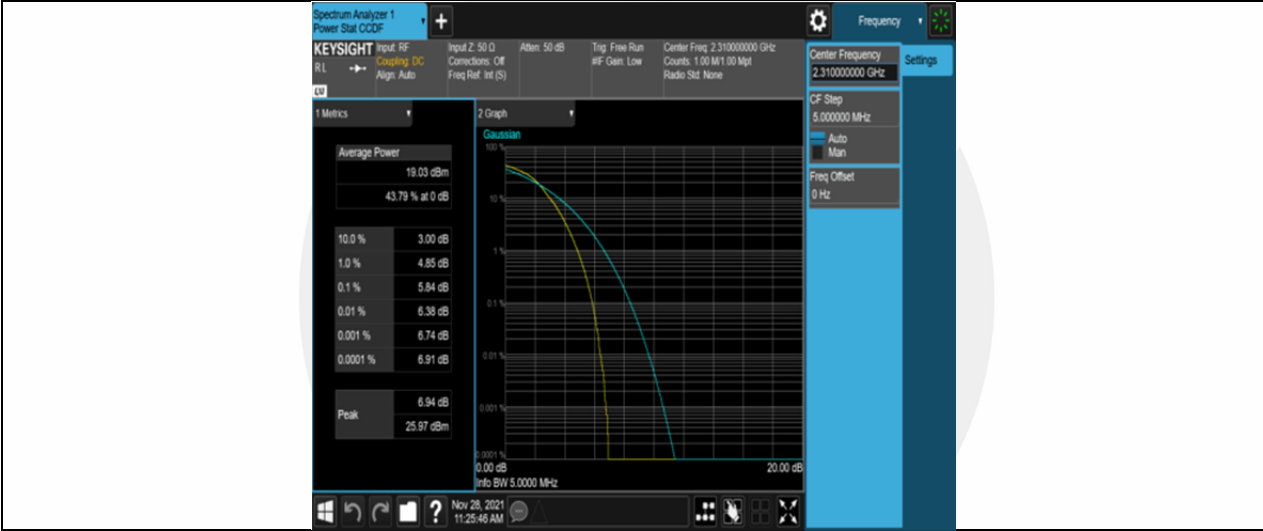 Spectrum Analyzer 1
Power Stat CCDF
+
Frequency
KEYSIGHT
RL
LV
Input: RF
Coupling: DC
Align: Auto
Input Z: 50 Ω
Corrections: Off
Freq Ref: Int (S)
Atten: 50 dB
Trig: Free Run
#IF Gain: Low
Center Freq: 2.310000000 GHz
Counts: 1.00 M/1.00 Mpt
Radio Std: None
Center Frequency
2.310000000 GHz
Settings
CF Step
5.000000 MHz
Auto
Man
Freq Offset
0 Hz
1 Metrics
Average Power
19.03 dBm
43.79 % at 0 dB
10.0 % 3.00 dB
1.0 % 4.85 dB
0.1 % 5.84 dB
0.01 % 6.38 dB
0.001 % 6.74 dB
0.0001 % 6.91 dB
Peak 6.94 dB
25.97 dBm
2 Graph
Gaussian
100 %
10 %
1 %
0.1 %
0.01 %
0.001 %
0.0001 %
0.00 dB 20.00 dB
Info BW 5.0000 MHz
?
Nov 28, 2021
11:25:46 AM